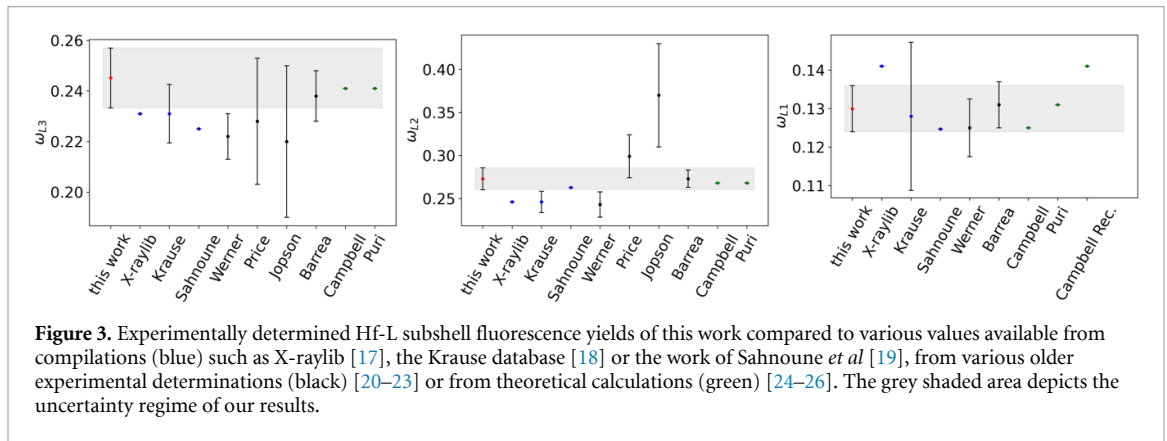 0.26
0.24
0.22
0.20
ωL3
this work
X-raylib
Krause
Sahnoune
Werner
Price
Jopson
Barrea
Campbell
Puri
0.40
0.35
0.30
0.25
ωL2
this work
X-raylib
Krause
Sahnoune
Werner
Price
Jopson
Barrea
Campbell
Puri
0.14
0.13
0.12
0.11
ωL1
this work
X-raylib
Krause
Sahnoune
Werner
Barrea
Campbell
Puri
Campbell Rec.
Figure 3. Experimentally determined Hf-L subshell fluorescence yields of this work compared to various values available from
compilations (blue) such as X-raylib [17], the Krause database [18] or the work of Sahnoune et al [19], from various older
experimental determinations (black) [20–23] or from theoretical calculations (green) [24–26]. The grey shaded area depicts the
uncertainty regime of our results.